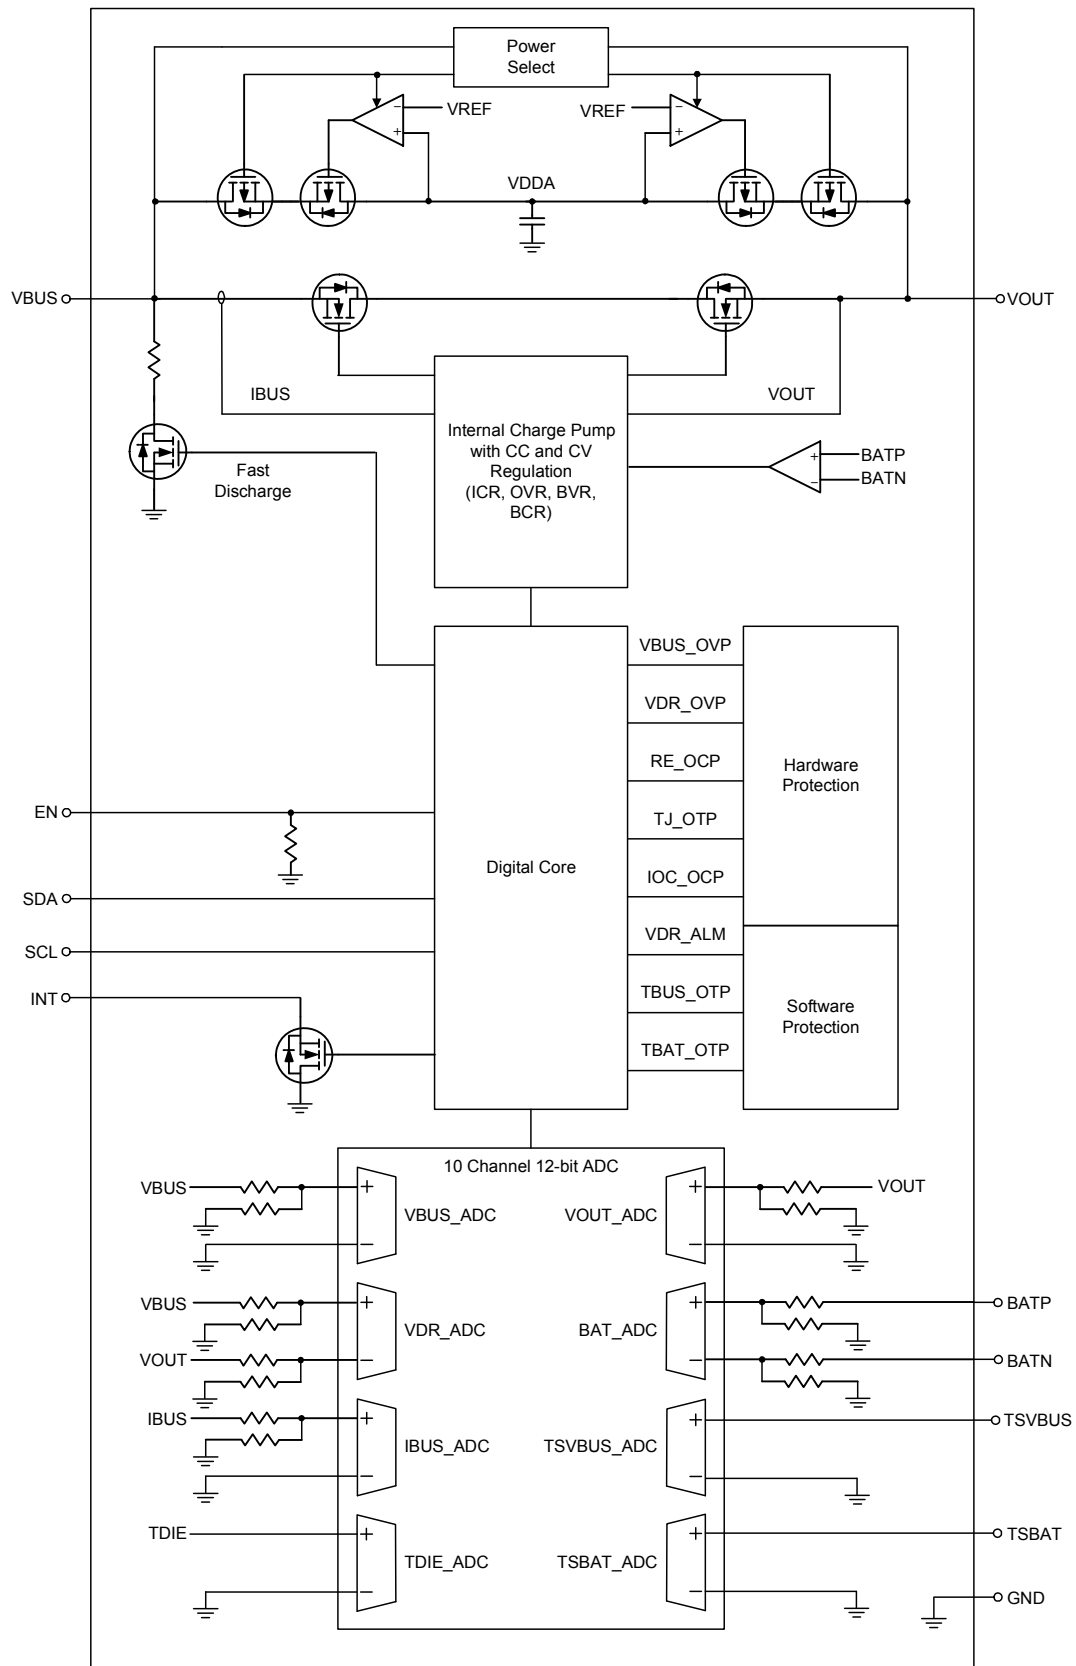 Power
Select
VREF
VREF
VDDA
VBUS
VOUT
IBUS
VOUT
Internal Charge Pump
with CC and CV
Regulation
(ICR, OVR, BVR,
BCR)
BATP
BATN
Fast
Discharge
VBUS_OVP
VDR_OVP
RE_OCP
TJ_OTP
IOC_OCP
VDR_ALM
TBUS_OTP
TBAT_OTP
Hardware
Protection
Software
Protection
Digital Core
EN
SDA
SCL
INT
10 Channel 12-bit ADC
VBUS
VBUS_ADC
VOUT_ADC
VOUT
VBUS
VDR_ADC
VOUT
BAT_ADC
BATP
BATN
IBUS
IBUS_ADC
TSVBUS_ADC
TSVBUS
TDIE
TDIE_ADC
TSBAT_ADC
TSBAT
GND